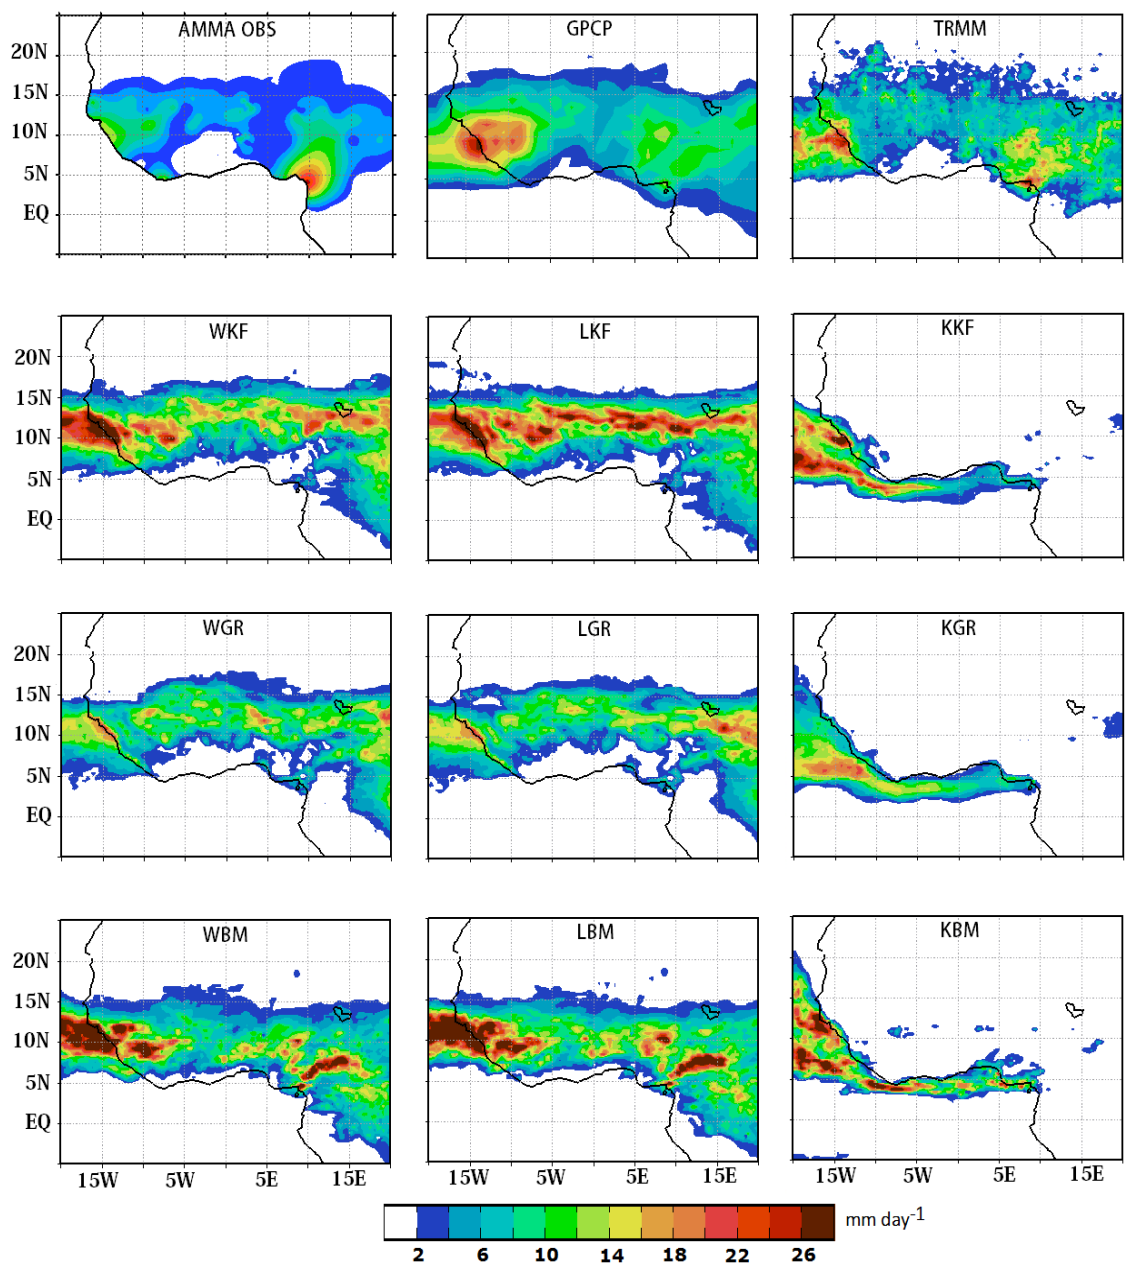 AMMA OBS GPCP TRMM
20N
15N
10N
5N
EQ
WKF LKF KKF
20N
15N
10N
5N
EQ
WGR LGR KGR
20N
15N
10N
5N
EQ
WBM LBM KBM
20N
15N
10N
5N
EQ
15W 5W 5E 15E 15W 5W 5E 15E 15W 5W 5E 15E
mm day-1
2 6 10 14 18 22 26